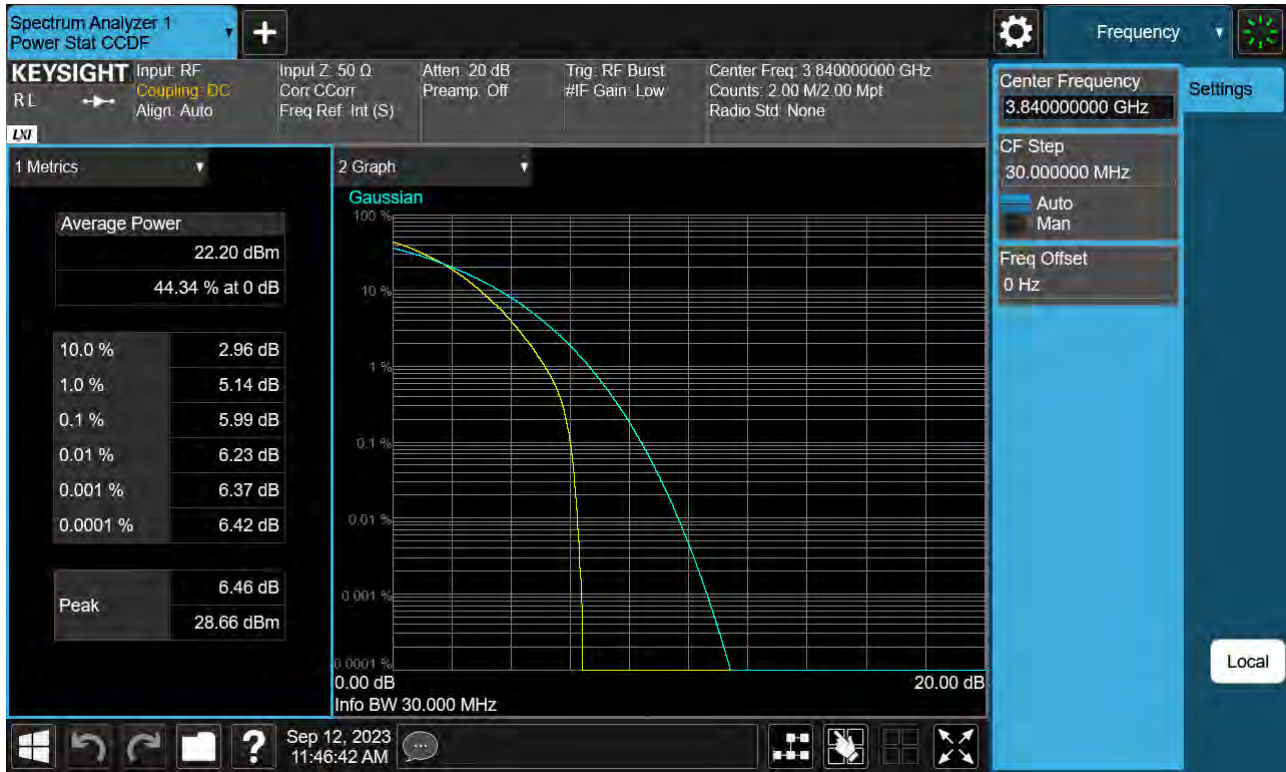 Spectrum Analyzer 1
Power Stat CCDF
+
Frequency
KEYSIGHT
RL
LXI
Input: RF
Coupling: DC
Align: Auto
Input Z: 50 Ω
Corr CCorr
Freq Ref: Int (S)
Atten: 20 dB
Preamp: Off
Trig: RF Burst
#IF Gain: Low
Center Freq: 3.840000000 GHz
Counts: 2.00 M/2.00 Mpt
Radio Std: None
Center Frequency
3.840000000 GHz
Settings
CF Step
30.000000 MHz
Auto
Man
Freq Offset
0 Hz
1 Metrics
Average Power
22.20 dBm
44.34 % at 0 dB
10.0 % 2.96 dB
1.0 % 5.14 dB
0.1 % 5.99 dB
0.01 % 6.23 dB
0.001 % 6.37 dB
0.0001 % 6.42 dB
Peak
6.46 dB
28.66 dBm
2 Graph
Gaussian
100 %
10 %
1 %
0.1 %
0.01 %
0.001 %
0.0001 %
0.00 dB 20.00 dB
Info BW 30.000 MHz
Local
?
Sep 12, 2023
11:46:42 AM